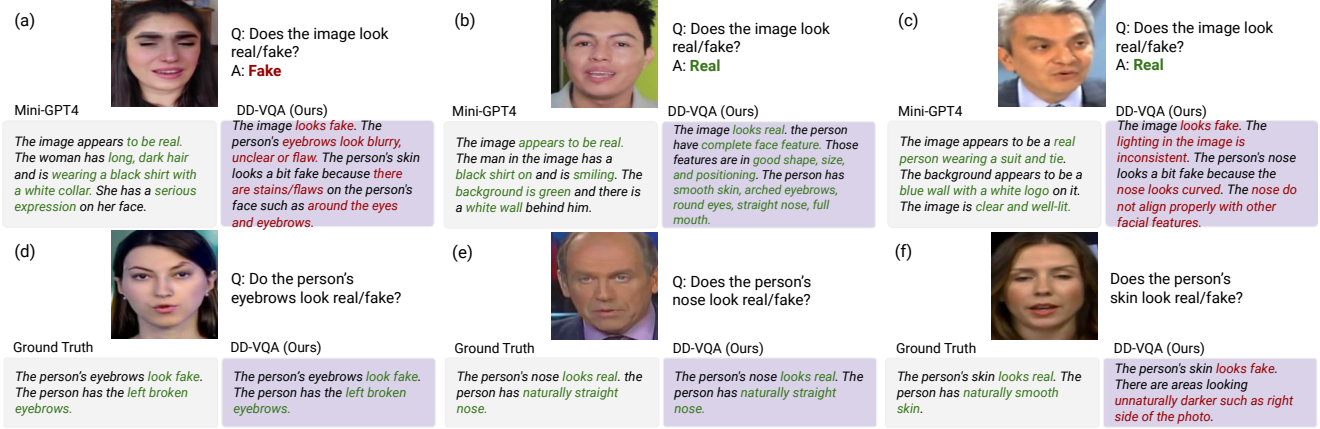 (a)
Q: Does the image look
real/fake?
A: Fake
Mini-GPT4
DD-VQA (Ours)
The image appears to be real.
The woman has long, dark hair
and is wearing a black shirt with
a white collar. She has a serious
expression on her face.
The image looks fake. The
person's eyebrows look blurry,
unclear or flaw. The person's skin
looks a bit fake because there
are stains/flaws on the person's
face such as around the eyes
and eyebrows.
(b)
Q: Does the image look
real/fake?
A: Real
Mini-GPT4
DD-VQA (Ours)
The image appears to be real.
The man in the image has a
black shirt on and is smiling. The
background is green and there is
a white wall behind him.
The image looks real. the person
have complete face feature. Those
features are in good shape, size,
and positioning. The person has
smooth skin, arched eyebrows,
round eyes, straight nose, full
mouth.
(c)
Q: Does the image look
real/fake?
A: Real
Mini-GPT4
DD-VQA (Ours)
The image appears to be a real
person wearing a suit and tie.
The background appears to be a
blue wall with a white logo on it.
The image is clear and well-lit.
The image looks fake. The
lighting in the image is
inconsistent. The person's nose
looks a bit fake because the
nose looks curved. The nose do
not align properly with other
facial features.
(d)
Q: Do the person's
eyebrows look real/fake?
Ground Truth
DD-VQA (Ours)
The person's eyebrows look fake.
The person has the left broken
eyebrows.
The person's eyebrows look fake.
The person has the left broken
eyebrows.
(e)
Q: Does the person's
nose look real/fake?
Ground Truth
DD-VQA (Ours)
The person's nose looks real. the
person has naturally straight
nose.
The person's nose looks real. The
person has naturally straight
nose.
(f)
Does the person's
skin look real/fake?
Ground Truth
DD-VQA (Ours)
The person's skin looks real. The
person has naturally smooth
skin.
The person's skin looks fake.
There are areas looking
unnaturally darker such as right
side of the photo.